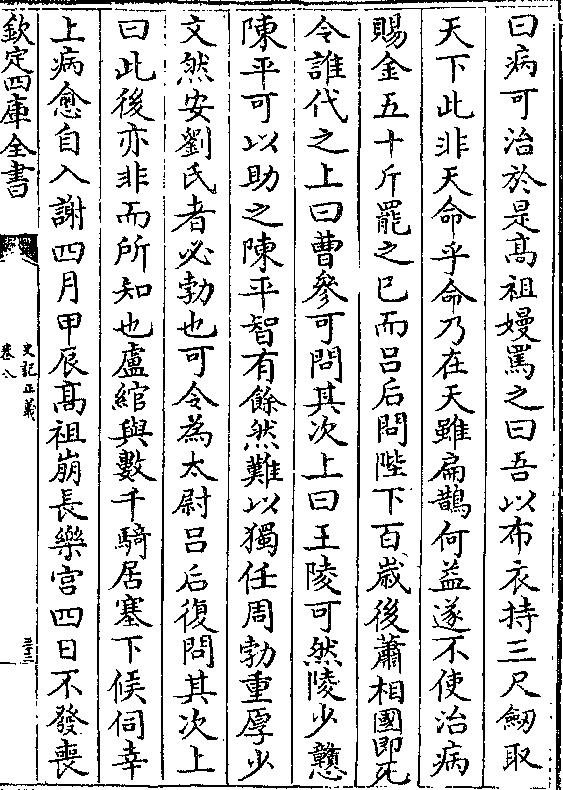 曰病可治於是髙祖嫚罵之曰吾以布衣持三尺劒取
天下此非天命乎命乃在天雖扁鵲何益遂不使治病
賜金五十斤罷之已而吕后問陛下百嵗後蕭相國即死
令誰代之上曰曹參可問其次上曰王陵可然陵少戇
陳平可以助之陳平智有餘然難以獨任周勃重厚少
文然安劉氏者必勃也可令為太尉吕后復問其次上
曰此後亦非而所知也盧綰與數千騎居塞下候伺幸
上病愈自入謝四月甲辰髙祖崩長樂宫四日不發喪
欽定四庫全書
史記正義
卷八
三十三